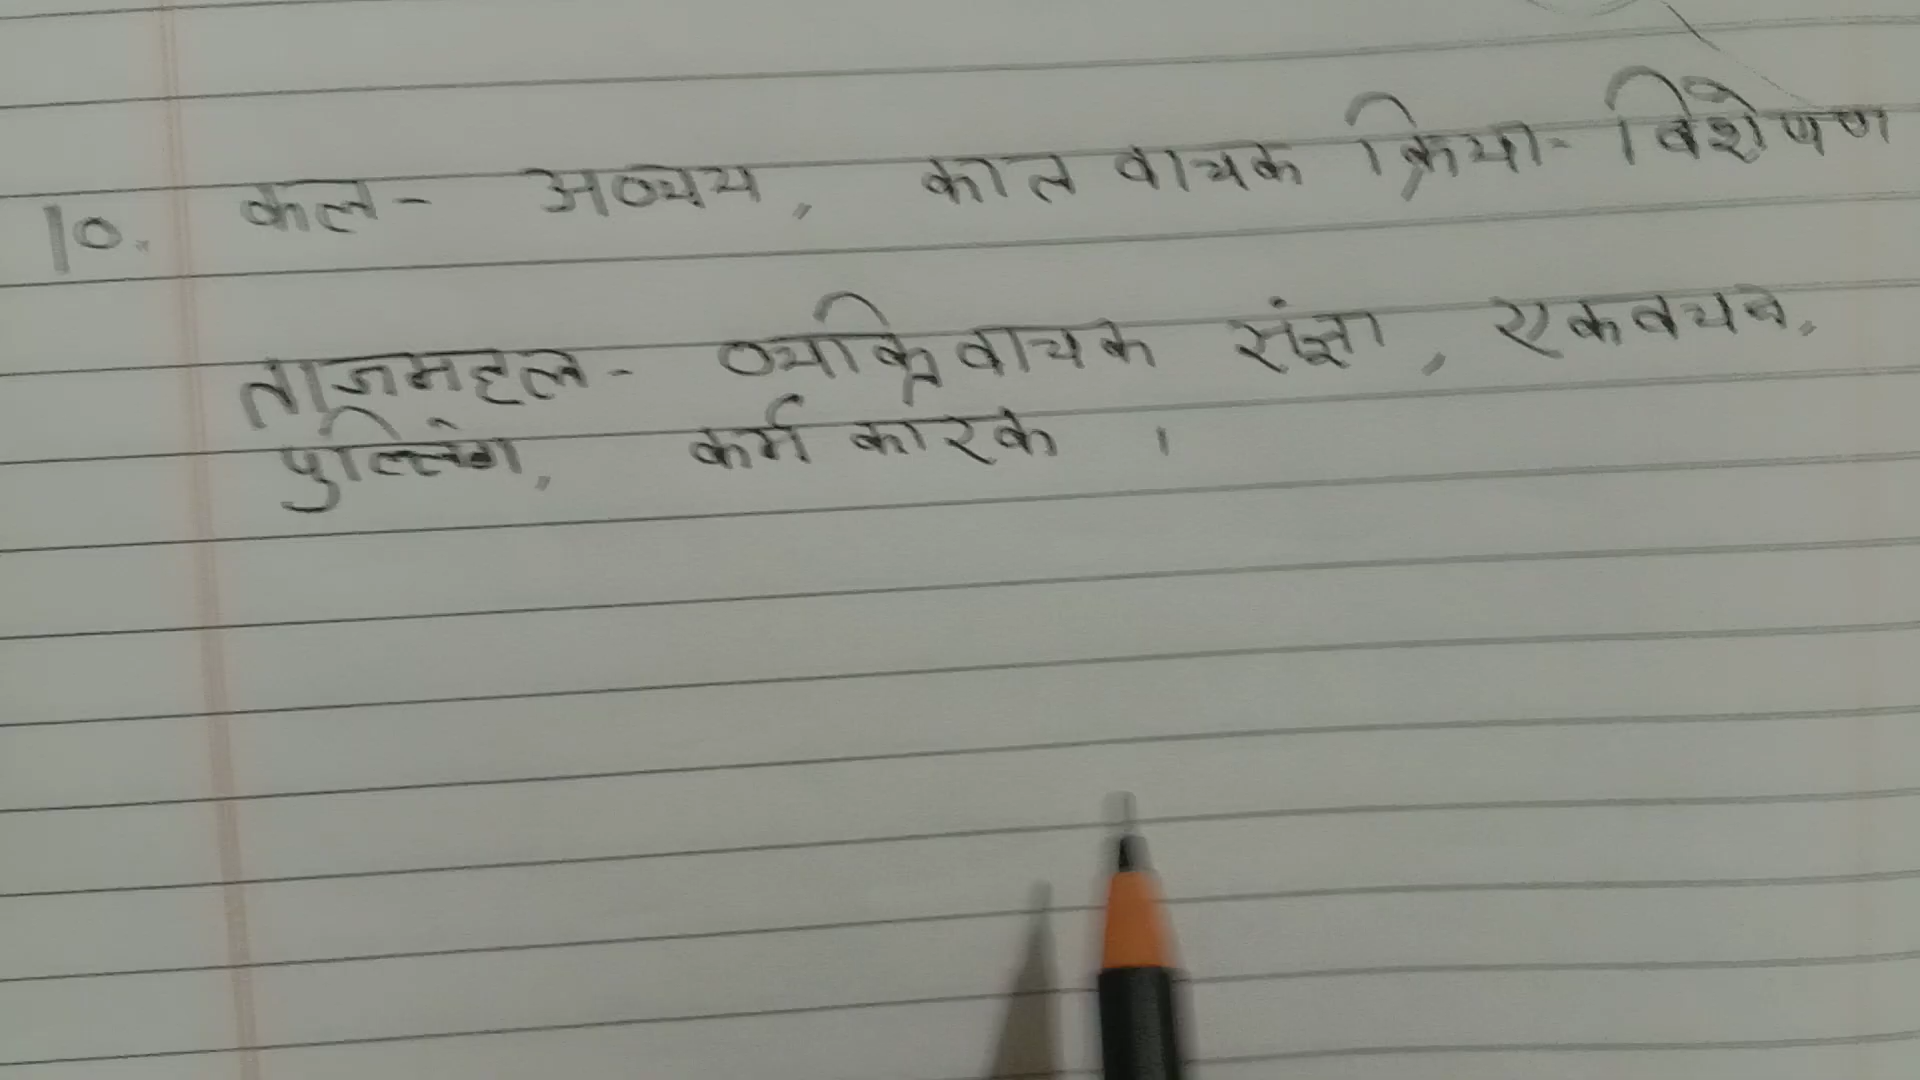 10. कल - अव्यय, काल वाचक क्रिया-विशेषण
ताजमहल - व्यक्तिवाचक संज्ञा, एकवचन,
पुल्लिंग, कर्म कारक ।